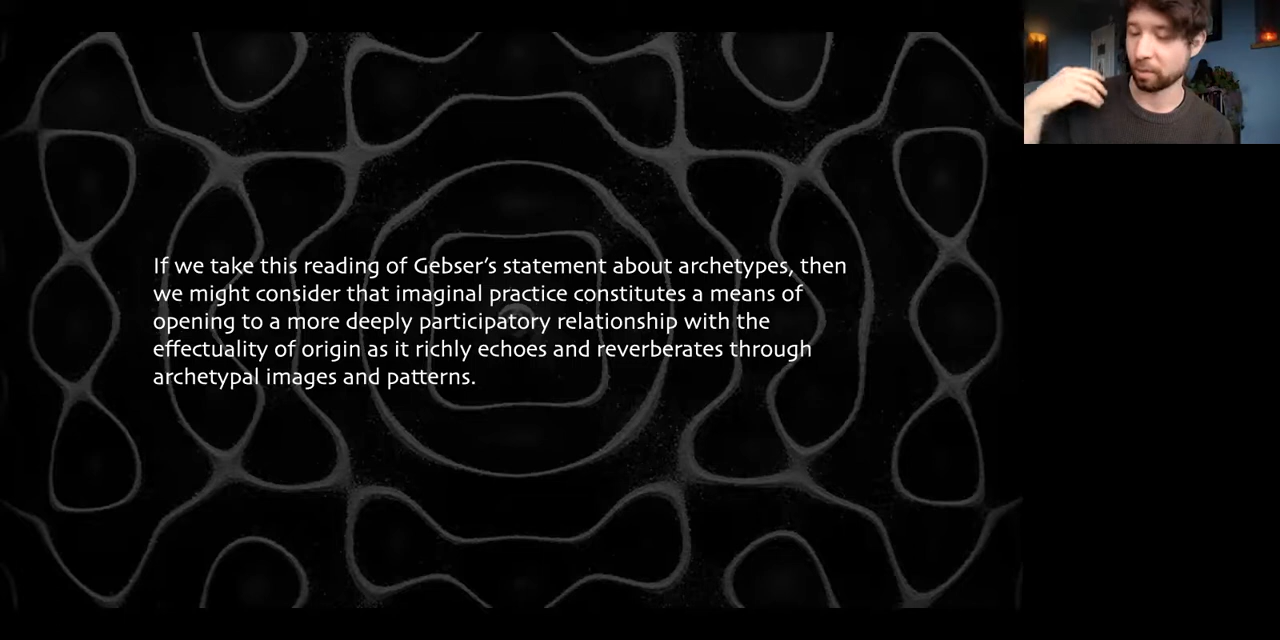 If we take this reading of Gebser’s statement about archetypes, then
we might consider that imaginal practice constitutes a means of
opening to a more deeply participatory relationship with the
effectuality of origin as it richly echoes and reverberates through
archetypal images and patterns.